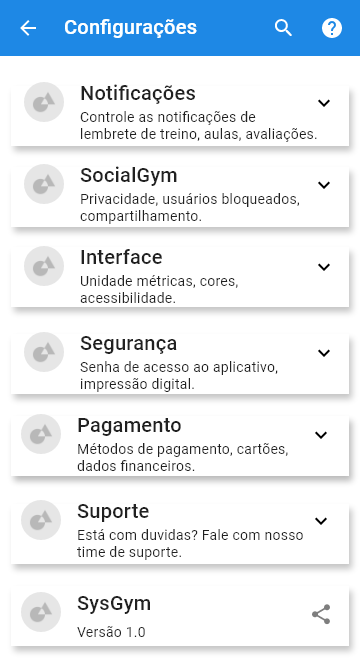 Configurações
Notificações
Controle as notificações de
lembrete de treino, aulas, avaliações.
SocialGym
Privacidade, usuários bloqueados,
compartilhamento.
Interface
Unidade métricas, cores,
acessibilidade.
Segurança
Senha de acesso ao aplicativo,
impressão digital.
Pagamento
Métodos de pagamento, cartões,
dados financeiros.
Suporte
Está com duvidas? Fale com nosso
time de suporte.
SysGym
Versão 1.0